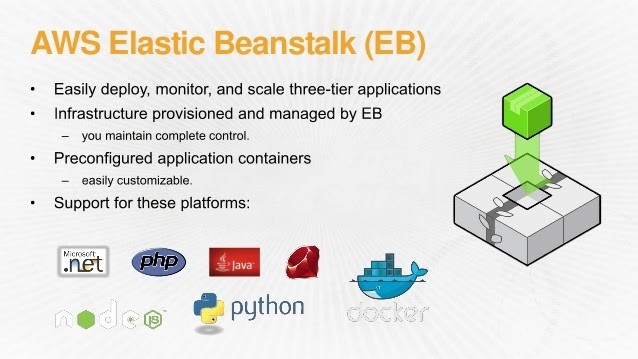 AWS Elastic Beanstalk (EB)
• Easily deploy, monitor, and scale three-tier applications
• Infrastructure provisioned and managed by EB
– you maintain complete control.
• Preconfigured application containers
– easily customizable.
• Support for these platforms:
Microsoft
.net
php
Java
node JS
python
docker